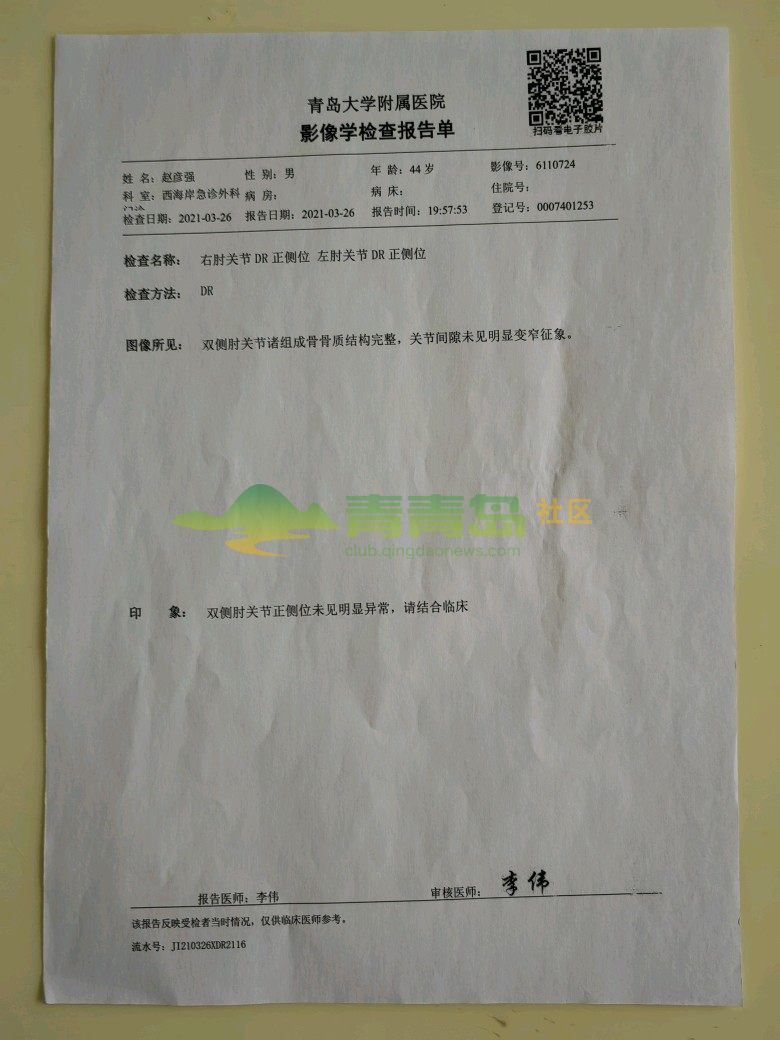 青岛大学附属医院
影像学检查报告单
扫码看电子胶片
姓 名：赵彦强 性 别：男 年 龄：44 岁 影像号：6110724
科 室：西海岸急诊外科 病 房： 病 床： 住院号：
检查日期：2021-03-26 报告日期：2021-03-26 报告时间：19:57:53 登记号：0007401253
检查名称： 右肘关节 DR 正侧位 左肘关节 DR 正侧位
检查方法： DR
图像所见： 双侧肘关节诸组成骨骨质结构完整，关节间隙未见明显变窄征象。
青青岛 社区
club.qingdaonews.com
印 象： 双侧肘关节正侧位未见明显异常，请结合临床
报告医师：李伟 审核医师： 李伟
该报告反映受检者当时情况，仅供临床医师参考。
流水号：JI210326XDR2116